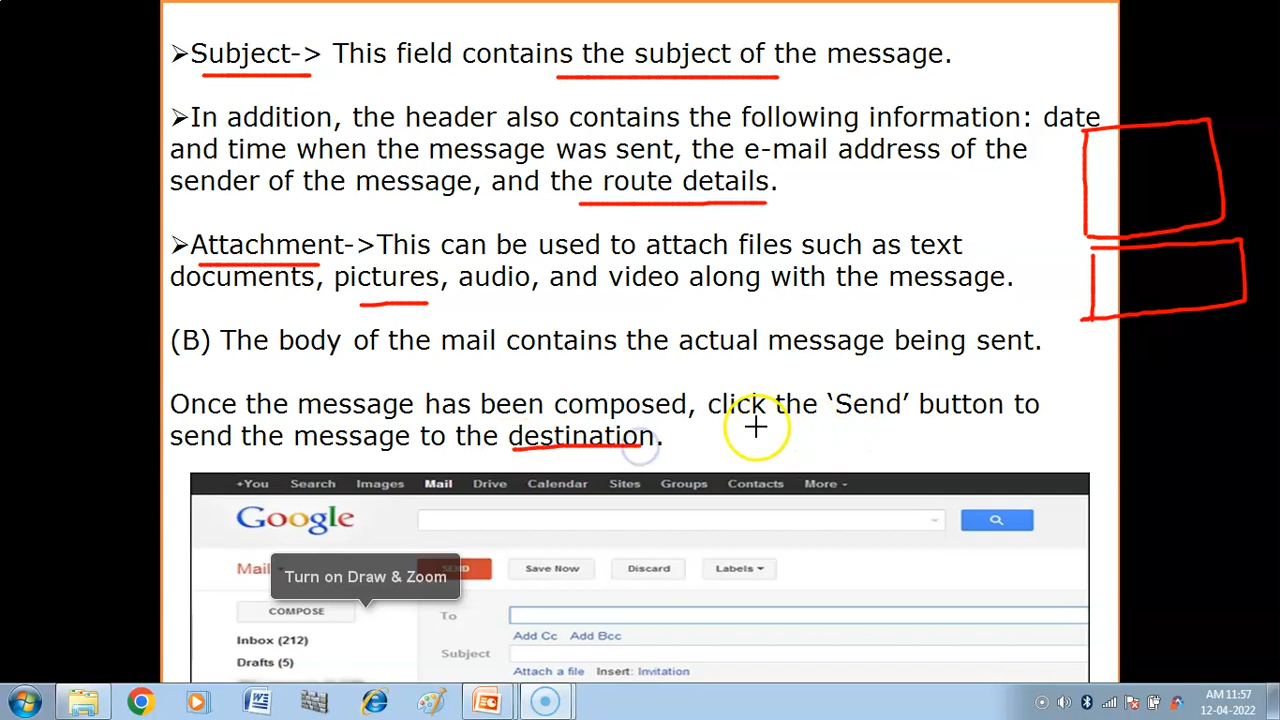 ➢Subject-> This field contains the subject of the message.
➢In addition, the header also contains the following information: date
and time when the message was sent, the e-mail address of the
sender of the message, and the route details.
➢Attachment->This can be used to attach files such as text
documents, pictures, audio, and video along with the message.
(B) The body of the mail contains the actual message being sent.
Once the message has been composed, click the ‘Send’ button to
send the message to the destination.
+You Search Images Mail Drive Calendar Sites Groups Contacts More
Google
Mail
Turn on Draw & Zoom
Save Now Discard Labels
COMPOSE
To
Inbox (212)
Add Cc Add Bcc
Drafts (5)
Subject
Attach a file Insert: Invitation
AM 11:57
12-04-2022